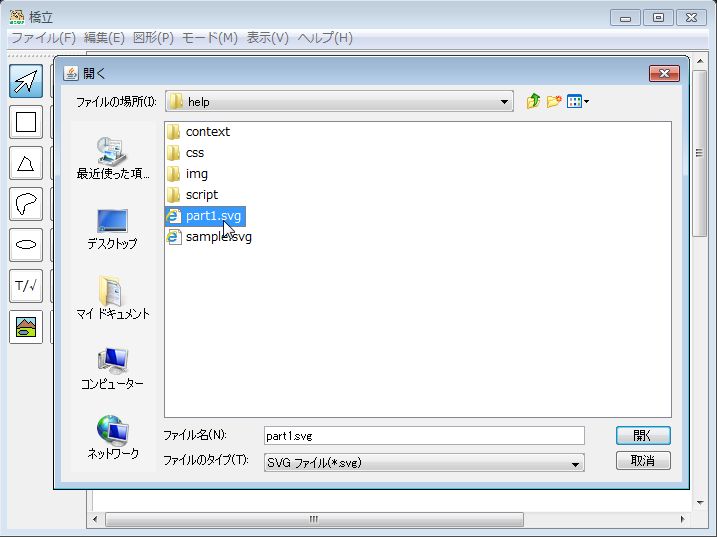 橋立
ファイル(F) 編集(E) 図形(P) モード(M) 表示(V) ヘルプ(H)
開く
ファイルの場所(I):
help
最近使った項...
デスクトップ
マイ ドキュメント
コンピューター
ネットワーク
context
css
img
script
part1.svg
sample.svg
T/√
ファイル名(N):
part1.svg
開く
ファイルのタイプ(T):
SVG ファイル(*.svg)
取消